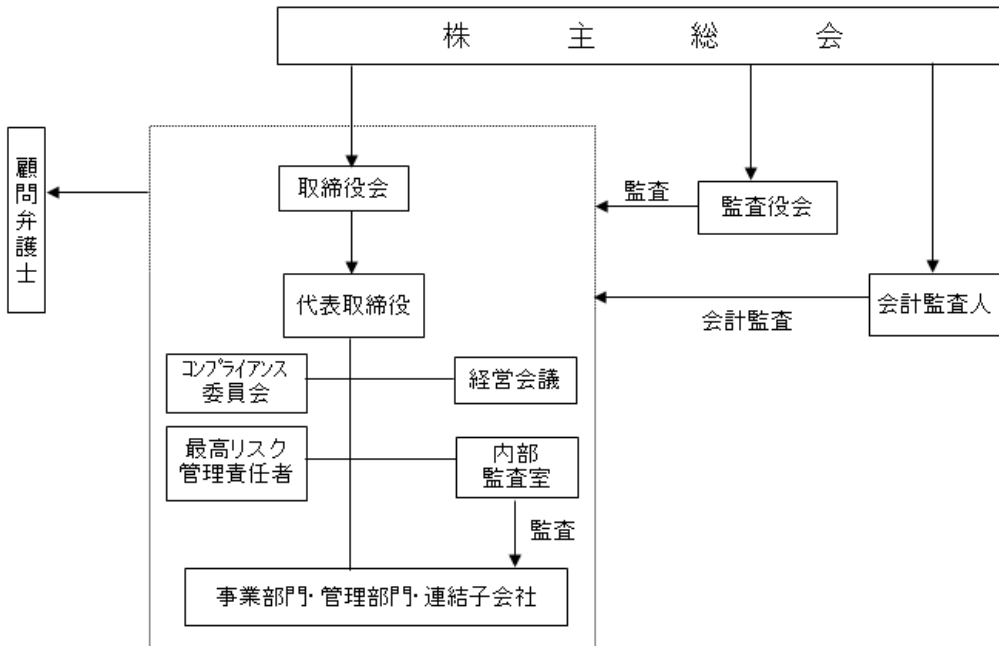 株主総会
顧問弁護士
取締役会
監査
監査役会
代表取締役
会計監査
会計監査人
コンプライアンス
委員会
経営会議
最高リスク
管理責任者
内部
監査室
監査
事業部門・管理部門・連結子会社